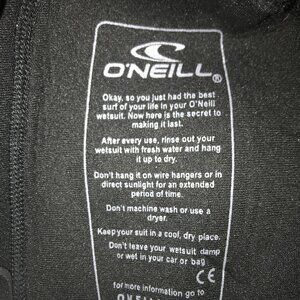 O'NEILL®
Okay, so you just had the best
surf of your life in your O'Neill
wetsuit. Now here is the secret to
making it last.
After every use, rinse out your
wetsuit with fresh water and hang
it up to dry.
Don't hang it on wire hangers or in
direct sunlight for an extended
period of time.
Don't machine wash or use a
dryer.
Keep your suit in a cool, dry place.
Don't leave your wetsuit damp
or wet in your car or bag.
CE
for more information go to